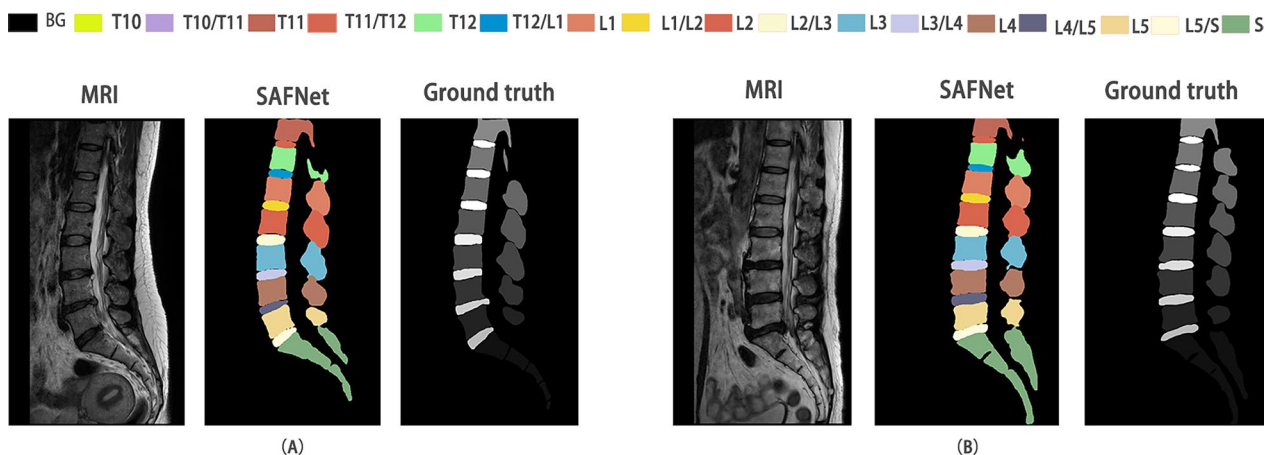 BG T10 T10/T11 T11 T11/T12 T12 T12/L1 L1 L1/L2 L2 L2/L3 L3 L3/L4 L4 L4/L5 L5 L5/S S
MRI SAFNet Ground truth MRI SAFNet Ground truth
(A) (B)